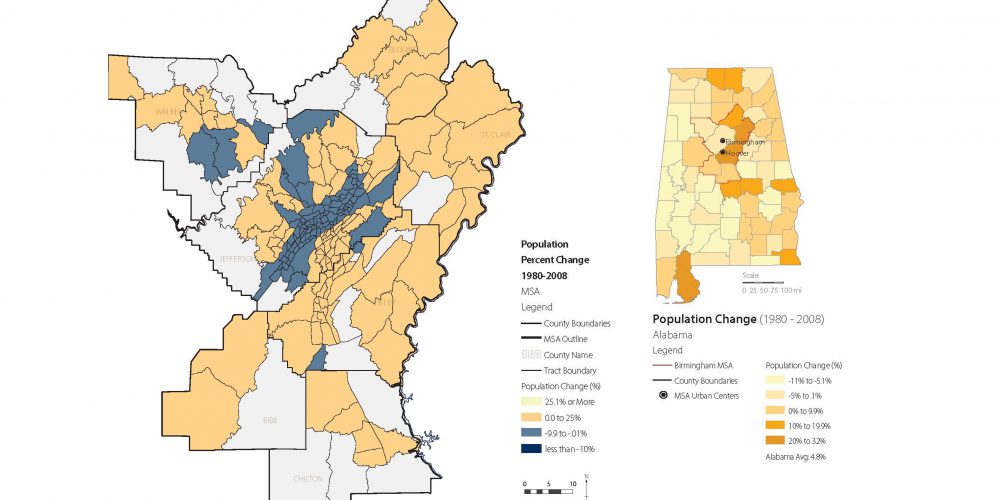 BLOUNT
WALKER
ST CLAIR
JEFFERSON
SHELBY
BIBB
CHILTON
Population
Percent Change
1980-2008
MSA
Legend
County Boundaries
MSA Outline
BIBB County Name
Tract Boundary
Population Change (%)
25.1% or More
0.0 to 25%
-9.9 to -.01%
less than -10%
0 5 10
N
Birmingham
Hoover
Scale
0 25 50 75 100 mi
Population Change (1980 - 2008)
Alabama
Legend
Birmingham MSA
County Boundaries
MSA Urban Centers
Population Change (%)
-11% to -5.1%
-5% to .1%
0% to 9.9%
10% to 19.9%
20% to 32%
Alabama Avg: 4.8%